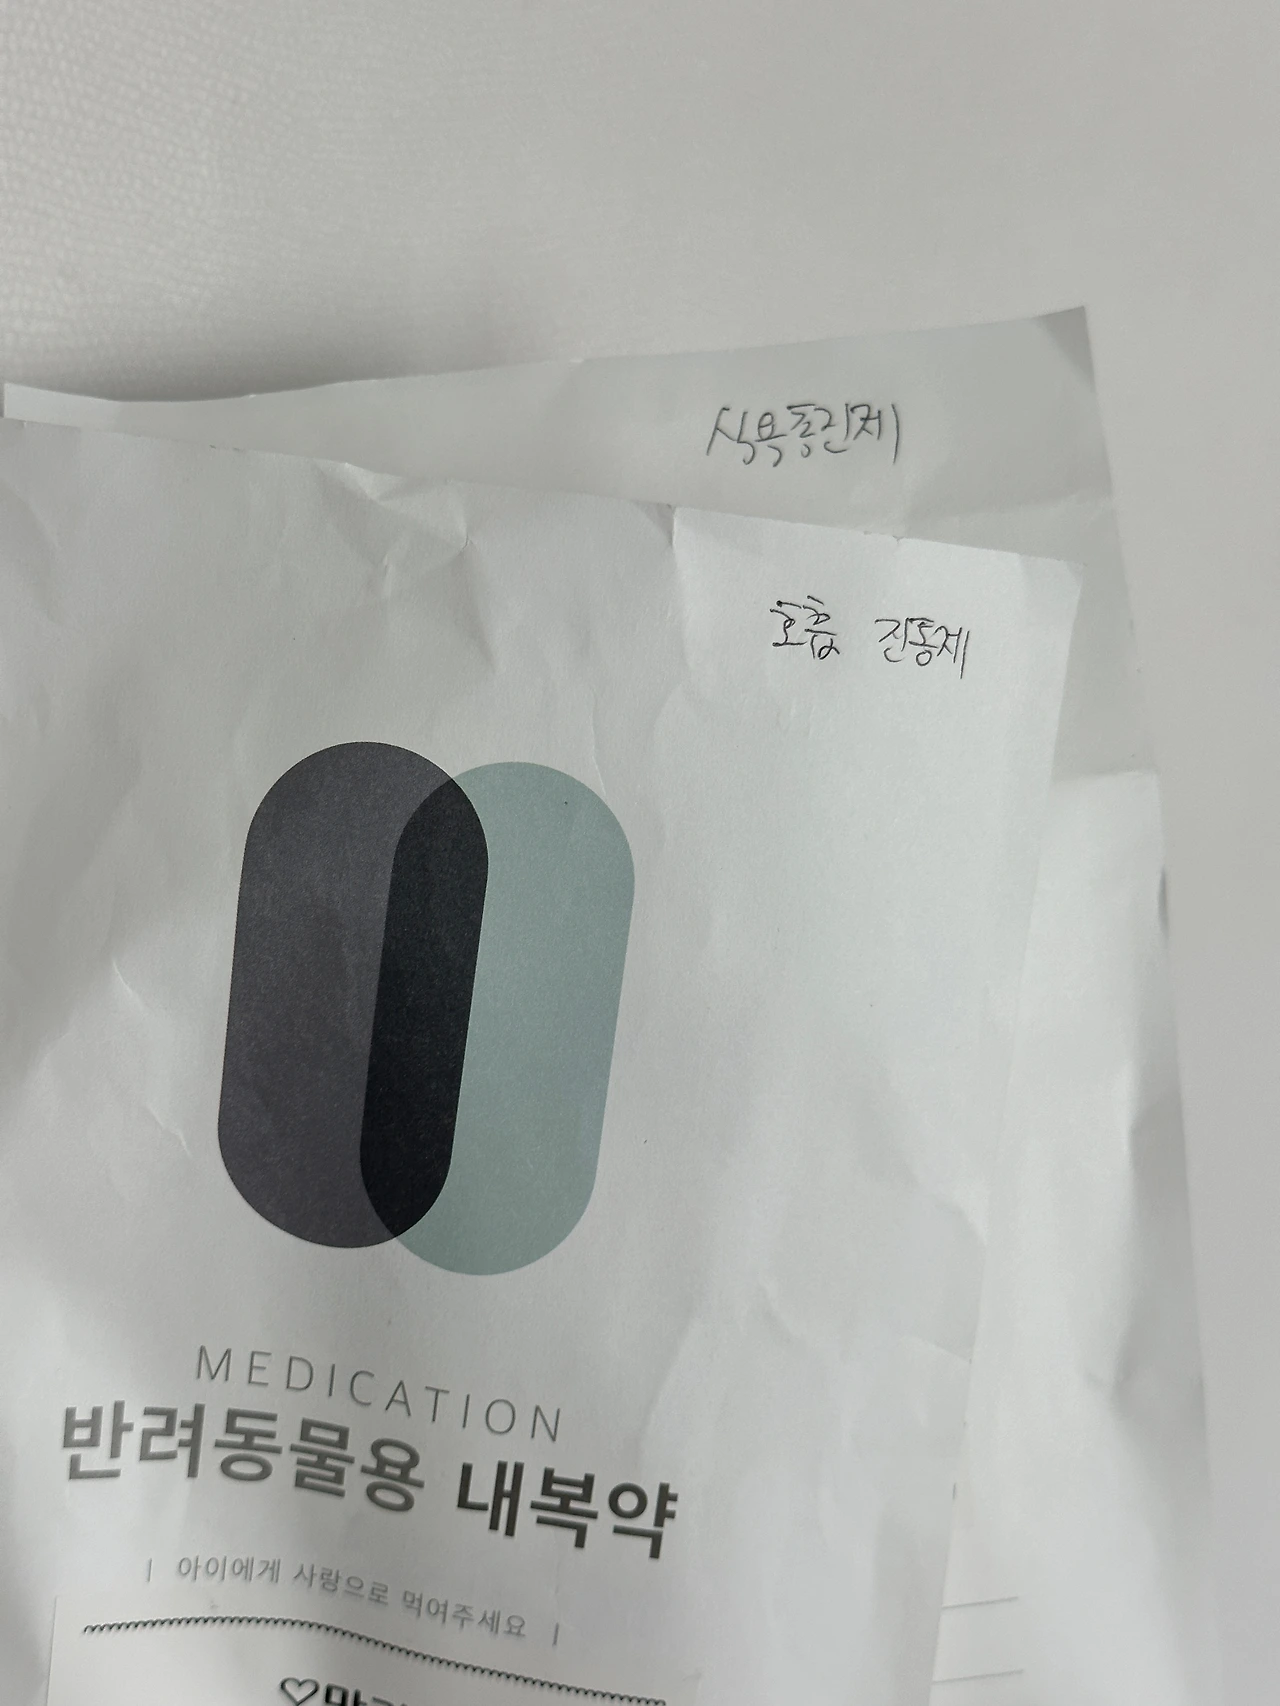 식욕증진제
호흡 진통제
MEDICATION
반려동물용 내복약
| 아이에게 사랑으로 먹여주세요 |